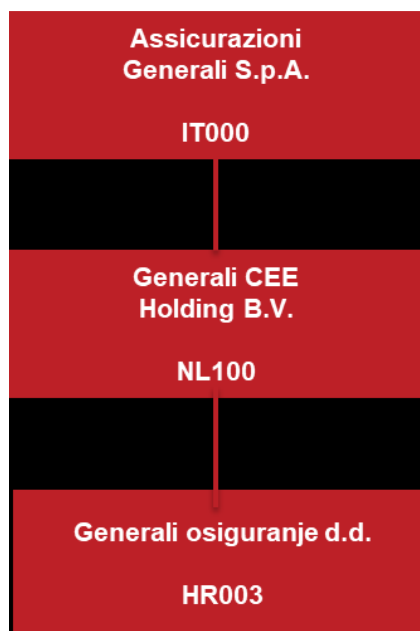 Assicurazioni
Generali S.p.A.
IT000
Generali CEE
Holding B.V.
NL100
Generali osiguranje d.d.
HR003